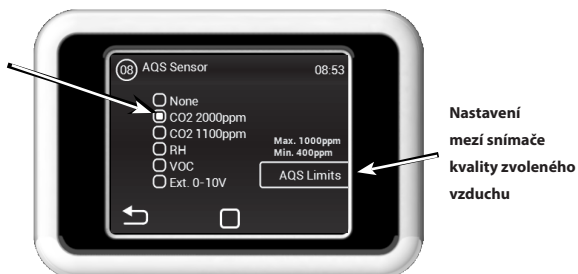 08 AQS Sensor 08:53
None
CO2 2000ppm
CO2 1100ppm
RH
VOC
Ext. 0-10V
Max. 1000ppm
Min. 400ppm
AQS Limits
Nastavení
mezí snímače
kvality zvoleného
vzduchu